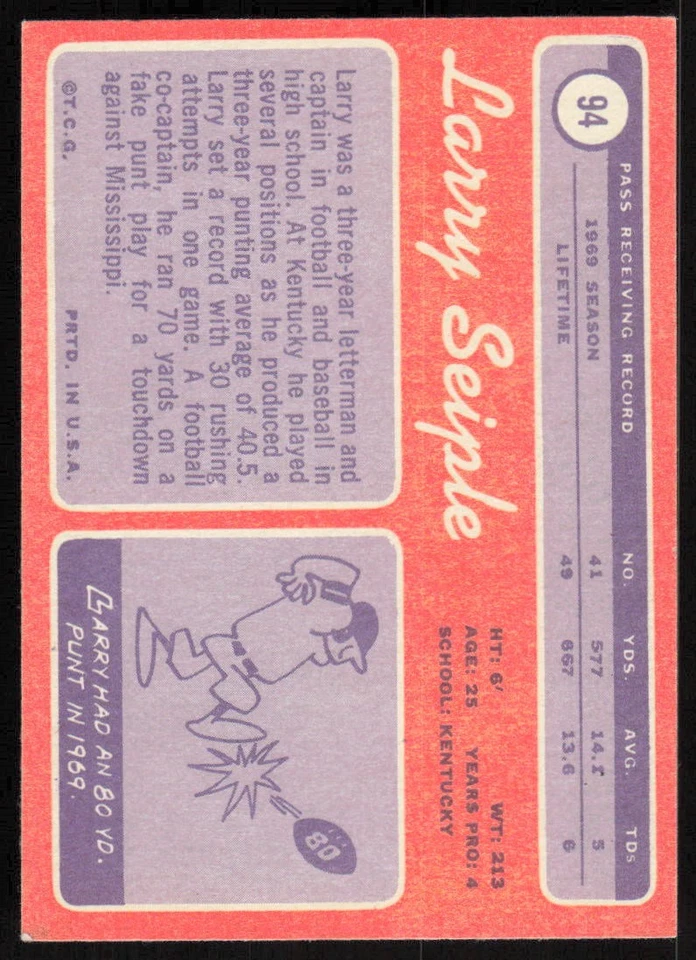 94
PASS RECEIVING RECORD NO. YDS. AVG. TDs
1969 SEASON 41 577 14.1 5
LIFETIME 49 667 13.6 6
Larry Seiple
HT: 6' WT: 213
AGE: 25 YEARS PRO: 4
SCHOOL: KENTUCKY
Larry was a three-year letterman and
captain in football and baseball in
high school. At Kentucky he played
several positions as he produced a
three-year punting average of 40.5.
Larry set a record with 30 rushing
attempts in one game. A football
co-captain, he ran 70 yards on a
fake punt play for a touchdown
against Mississippi.
©T.C.G. PRTD. IN U.S.A.
80
LARRY HAD AN 80 YD.
PUNT IN 1969.